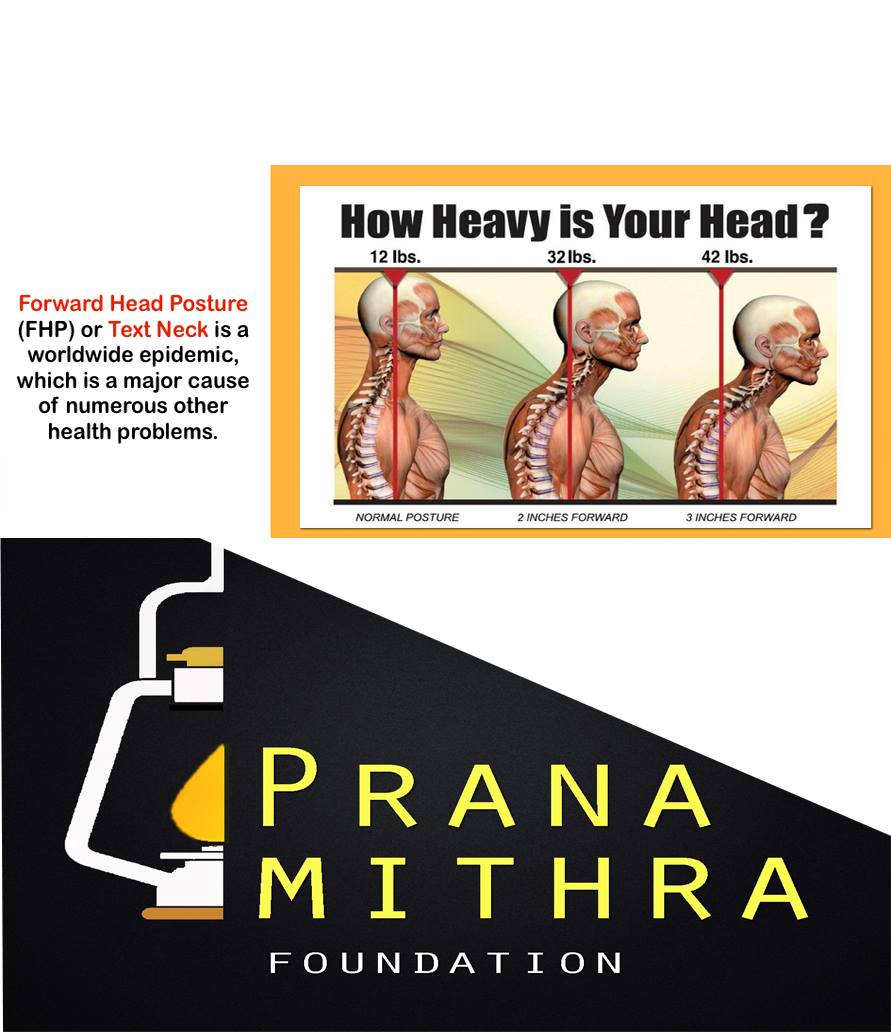 How Heavy is Your Head?
12 lbs. 32 lbs. 42 lbs.
Forward Head Posture
(FHP) or Text Neck is a
worldwide epidemic,
which is a major cause
of numerous other
health problems.
NORMAL POSTURE 2 INCHES FORWARD 3 INCHES FORWARD
PRANA
MITHRA
FOUNDATION